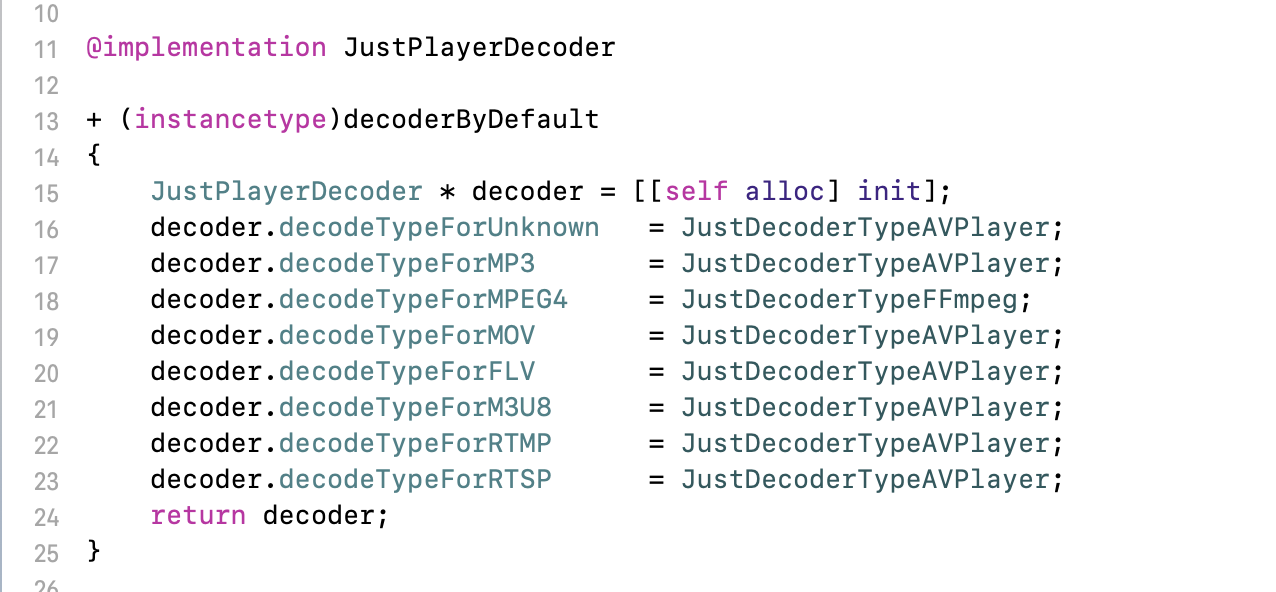 10
11 @implementation JustPlayerDecoder
12
13 + (instancetype)decoderByDefault
14 {
15     JustPlayerDecoder * decoder = [[self alloc] init];
16     decoder.decodeTypeForUnknown   = JustDecoderTypeAVPlayer;
17     decoder.decodeTypeForMP3       = JustDecoderTypeAVPlayer;
18     decoder.decodeTypeForMPEG4     = JustDecoderTypeFFmpeg;
19     decoder.decodeTypeForMOV       = JustDecoderTypeAVPlayer;
20     decoder.decodeTypeForFLV       = JustDecoderTypeAVPlayer;
21     decoder.decodeTypeForM3U8      = JustDecoderTypeAVPlayer;
22     decoder.decodeTypeForRTMP      = JustDecoderTypeAVPlayer;
23     decoder.decodeTypeForRTSP      = JustDecoderTypeAVPlayer;
24     return decoder;
25 }
26